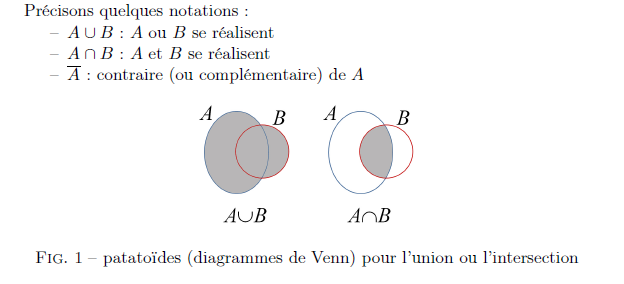 Précisons quelques notations :
– A ∪ B : A ou B se réalisent
– A ∩ B : A et B se réalisent
– A̅ : contraire (ou complémentaire) de A
A B A B
A∪B A∩B
Fig. 1 – patatoïdes (diagrammes de Venn) pour l'union ou l'intersection